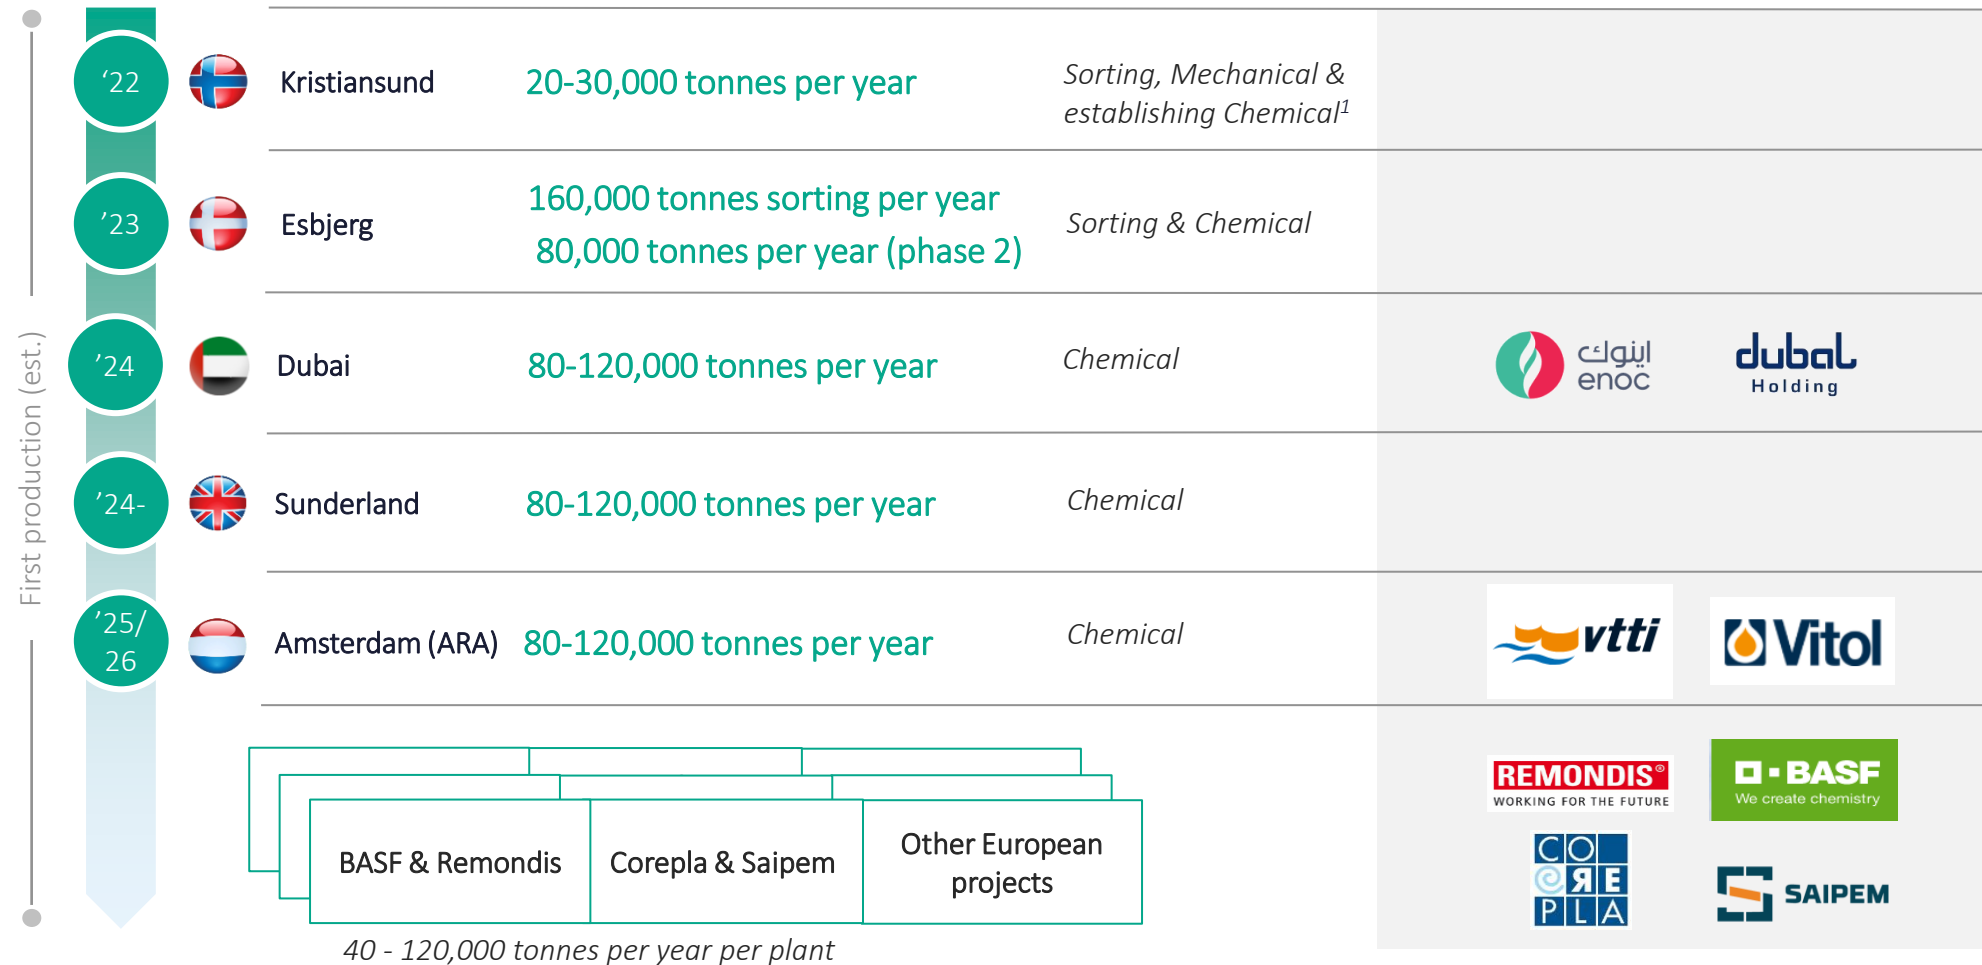 First production (est.)
‘22
Kristiansund
20-30,000 tonnes per year
Sorting, Mechanical &
establishing Chemical1
’23
Esbjerg
160,000 tonnes sorting per year
80,000 tonnes per year (phase 2)
Sorting & Chemical
’24
Dubai
80-120,000 tonnes per year
Chemical
اينوك
enoc
dubal
Holding
’24-
Sunderland
80-120,000 tonnes per year
Chemical
’25/
26
Amsterdam (ARA)
80-120,000 tonnes per year
Chemical
vtti
Vitol
BASF & Remondis
Corepla & Saipem
Other European
projects
40 - 120,000 tonnes per year per plant
REMONDIS®
WORKING FOR THE FUTURE
BASF
We create chemistry
CO
REPLA
SAIPEM